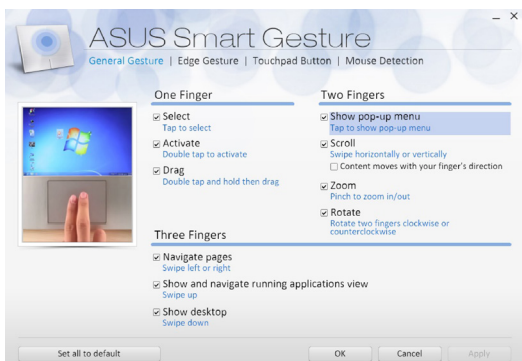 ASUS Smart Gesture
General Gesture | Edge Gesture | Touchpad Button | Mouse Detection
One Finger
Select
Tap to select
Activate
Double tap to activate
Drag
Double tap and hold then drag
Two Fingers
Show pop-up menu
Tap to show pop-up menu
Scroll
Swipe horizontally or vertically
Content moves with your finger's direction
Zoom
Pinch to zoom in/out
Rotate
Rotate two fingers clockwise or
counterclockwise
Three Fingers
Navigate pages
Swipe left or right
Show and navigate running applications view
Swipe up
Show desktop
Swipe down
Set all to default
OK
Cancel
Apply